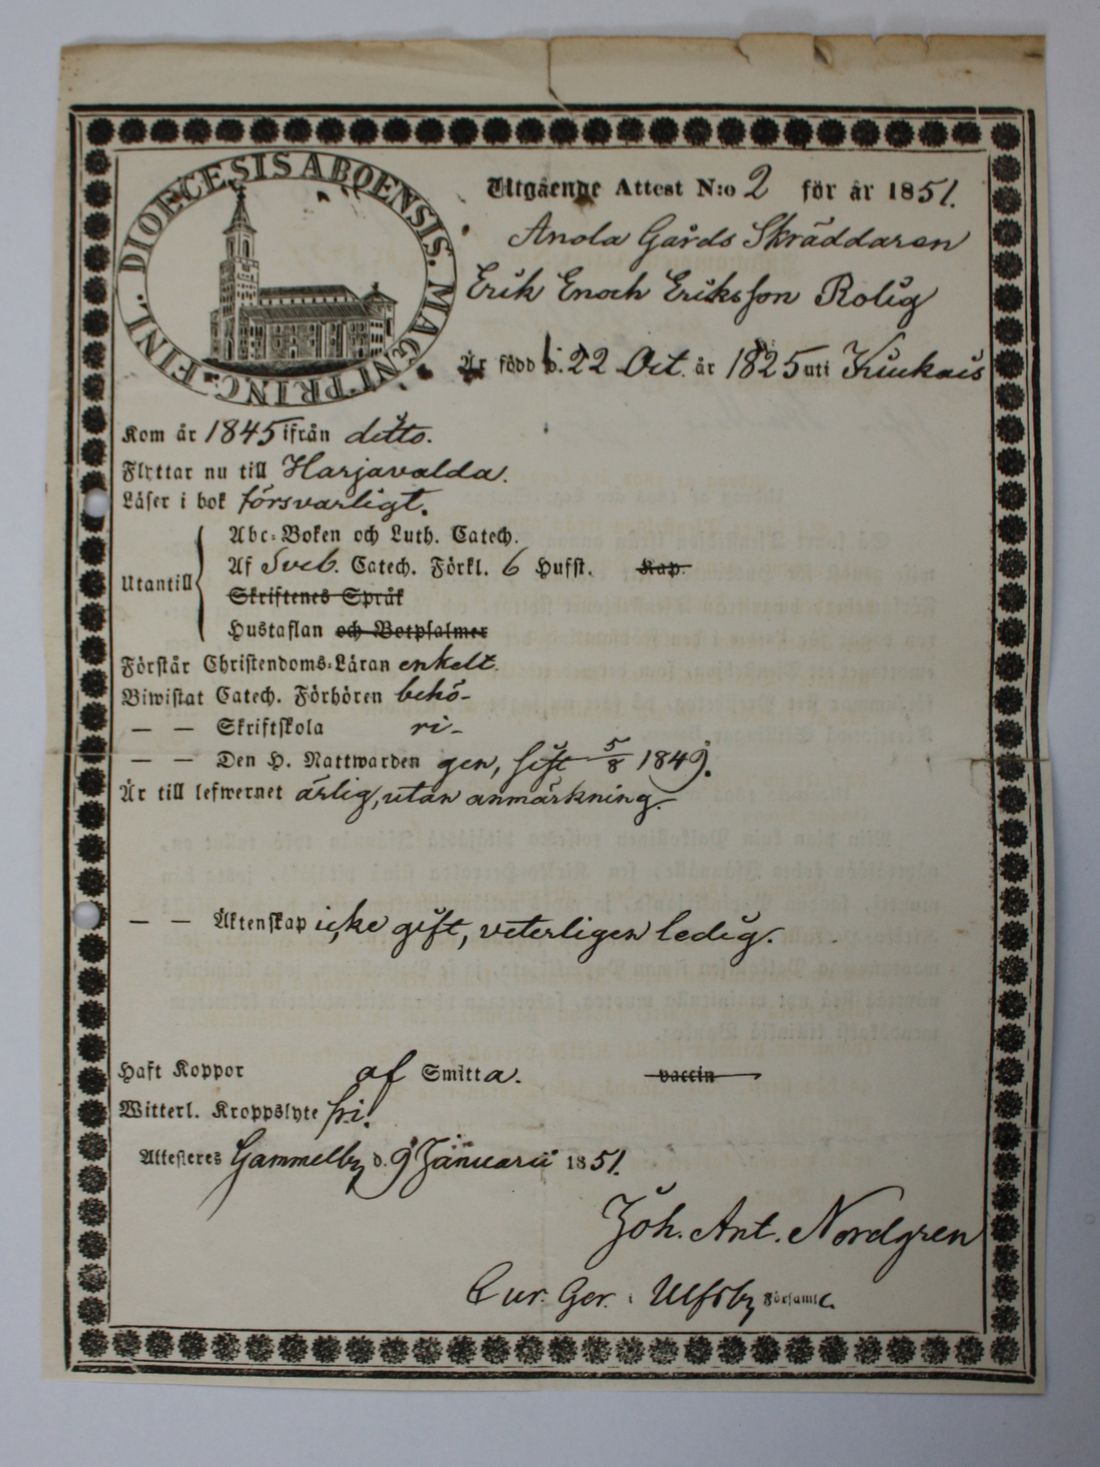 DIOECESIS ABOENSIS. MAGNI PRINC. FINL.
Utgående Attest N:o 2 för år 1851.
Anola Gårds Skräddaren
Erik Enoch Eriksson Rolig
Är född d. 22 Oct. år 1825 uti Kiukais
Kom år 1845 ifrån ditto.
Flyttar nu till Harjavalda.
Läser i bok försvarligt.
Abc-Boken och Luth. Catech.
Utantill Af Sveb. Catech. Förkl. 6 Hufst. Kap.
Skriftenes Språk
Hustaflan och Botpsalmer
Förstår Christendoms-Läran enkelt.
Biwistat Catech. Förhören behö-
— — Skriftskola ri-
— — Den H. Nattwarden gen, sist 5/8 1849.
Är till lefwernet ärlig, utan anmärkning.
— — Äktenskap icke gift, veterligen ledig.
Haft Koppor af Smitta. vaccin
Witterl. Kroppslyte fri.
Attesteres Gammelby d. 9 Januarii 1851.
Joh. Ant. Nordgren
Cur. Ger. i Ulfsby Församl.